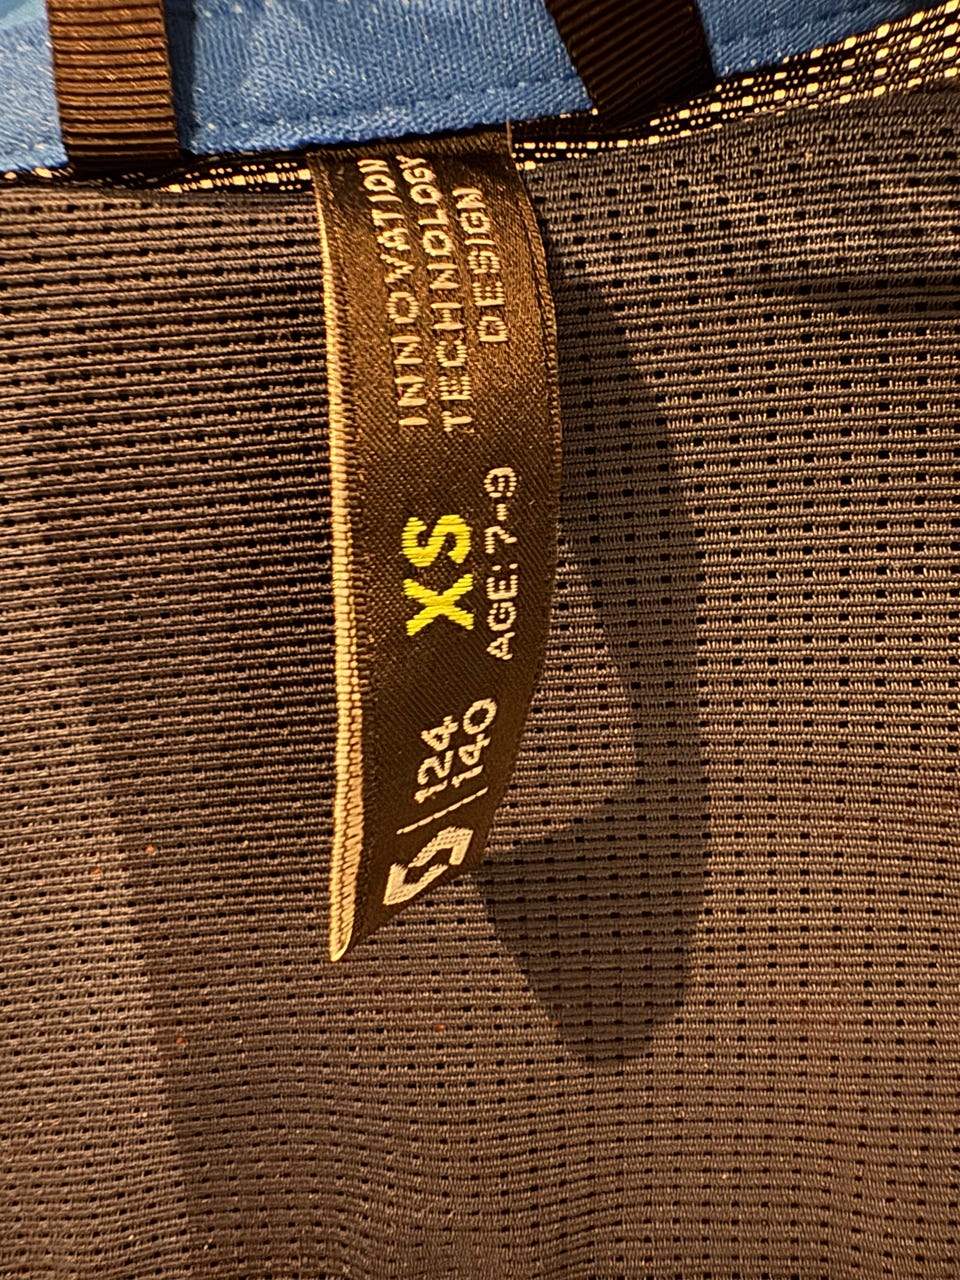 INNOVATION
TECHNOLOGY
DESIGN
XS
AGE: 7-9
124
140